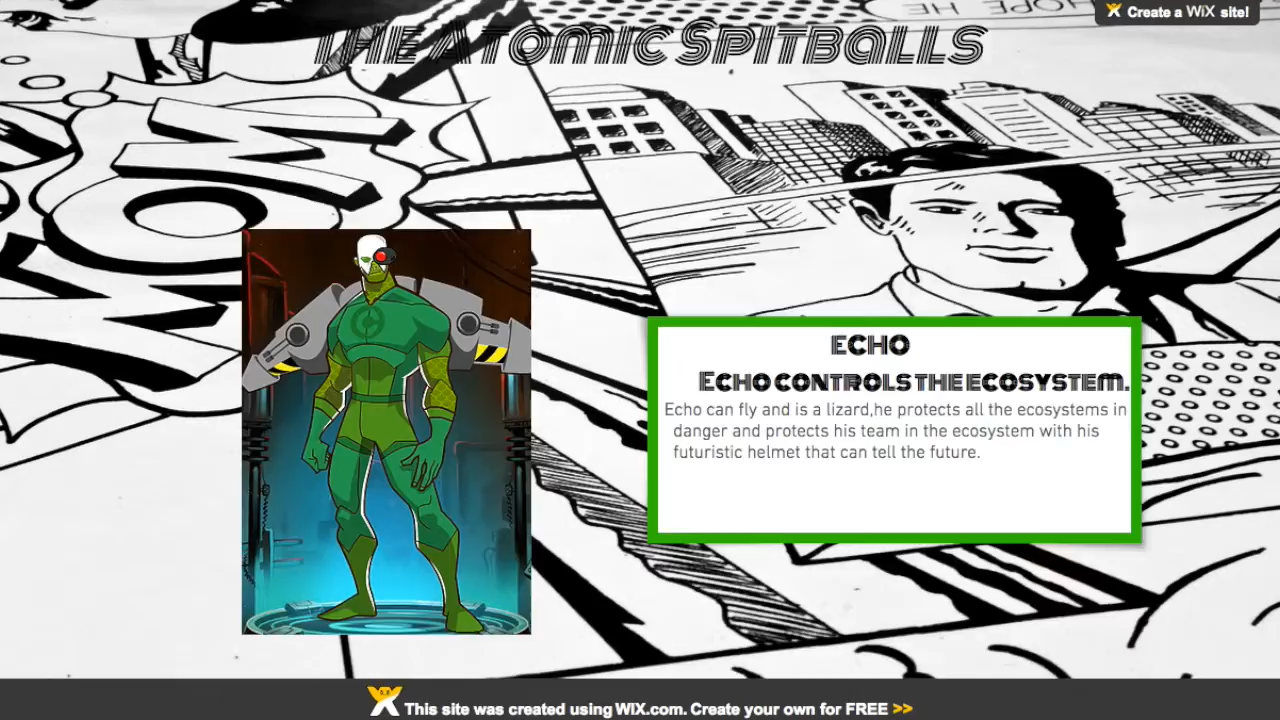 Create a WiX site!
HOPE HE
The Atomic Spitballs
Echo
Echo controls the ecosystem.
Echo can fly and is a lizard,he protects all the ecosystems in
danger and protects his team in the ecosystem with his
futuristic helmet that can tell the future.
This site was created using WIX.com. Create your own for FREE >>